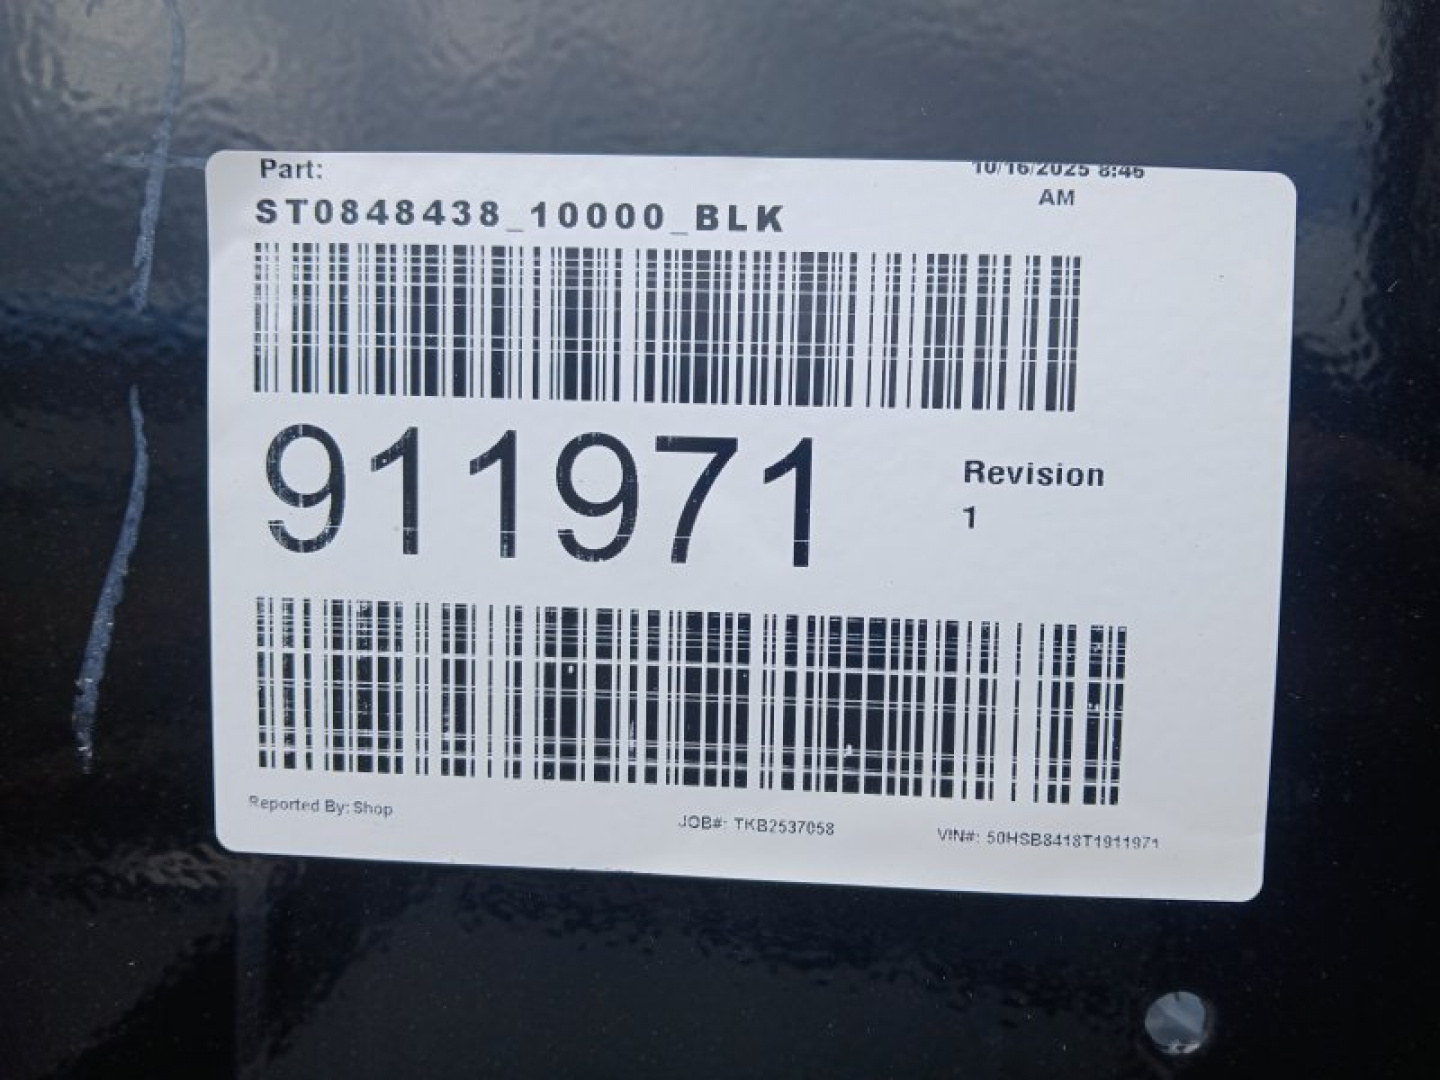 Part:
10/16/2025 8:46
AM
ST0848438_10000_BLK
911971
Revision
1
Reported By: Shop
JOB#: TKB2537058
VIN#: 50HSB8418T1911971